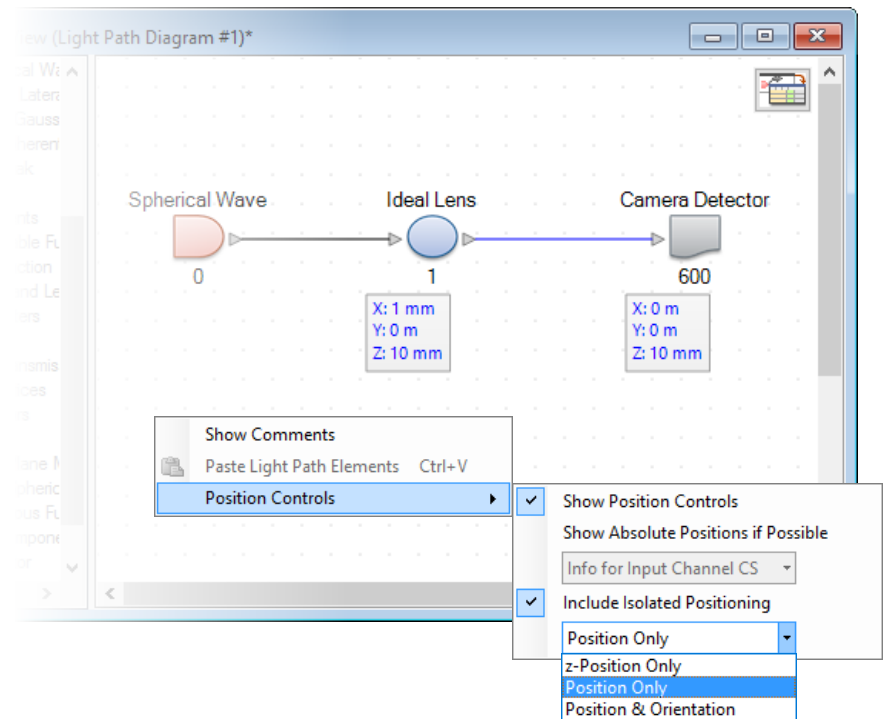 (Light Path Diagram #1)*
Spherical Wave
Ideal Lens
Camera Detector
0
1
600
X: 1 mm
Y: 0 m
Z: 10 mm
X: 0 m
Y: 0 m
Z: 10 mm
Show Comments
Paste Light Path Elements Ctrl+V
Position Controls
Show Position Controls
Show Absolute Positions if Possible
Info for Input Channel CS
Include Isolated Positioning
Position Only
z-Position Only
Position Only
Position & Orientation